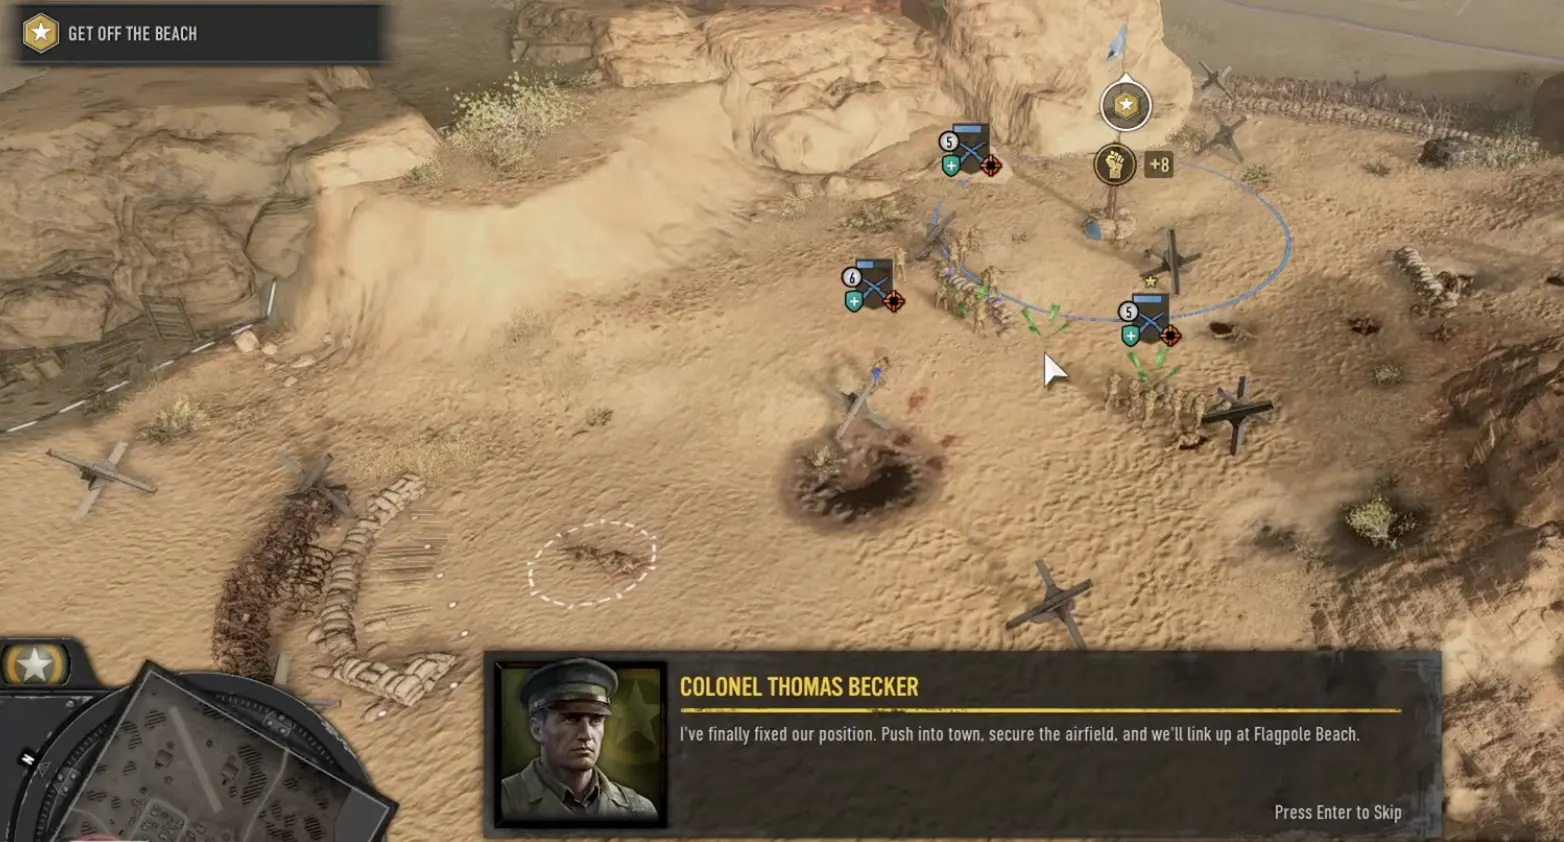 GET OFF THE BEACH
5
+8
6
5
N
COLONEL THOMAS BECKER
I've finally fixed our position. Push into town, secure the airfield, and we'll link up at Flagpole Beach.
Press Enter to Skip